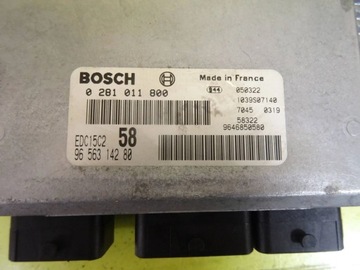 BOSCH
Made in France
0 281 011 800
050322
1039S07140
7045 0319
58322
9646850580
EDC15C2 58
96 563 142 80